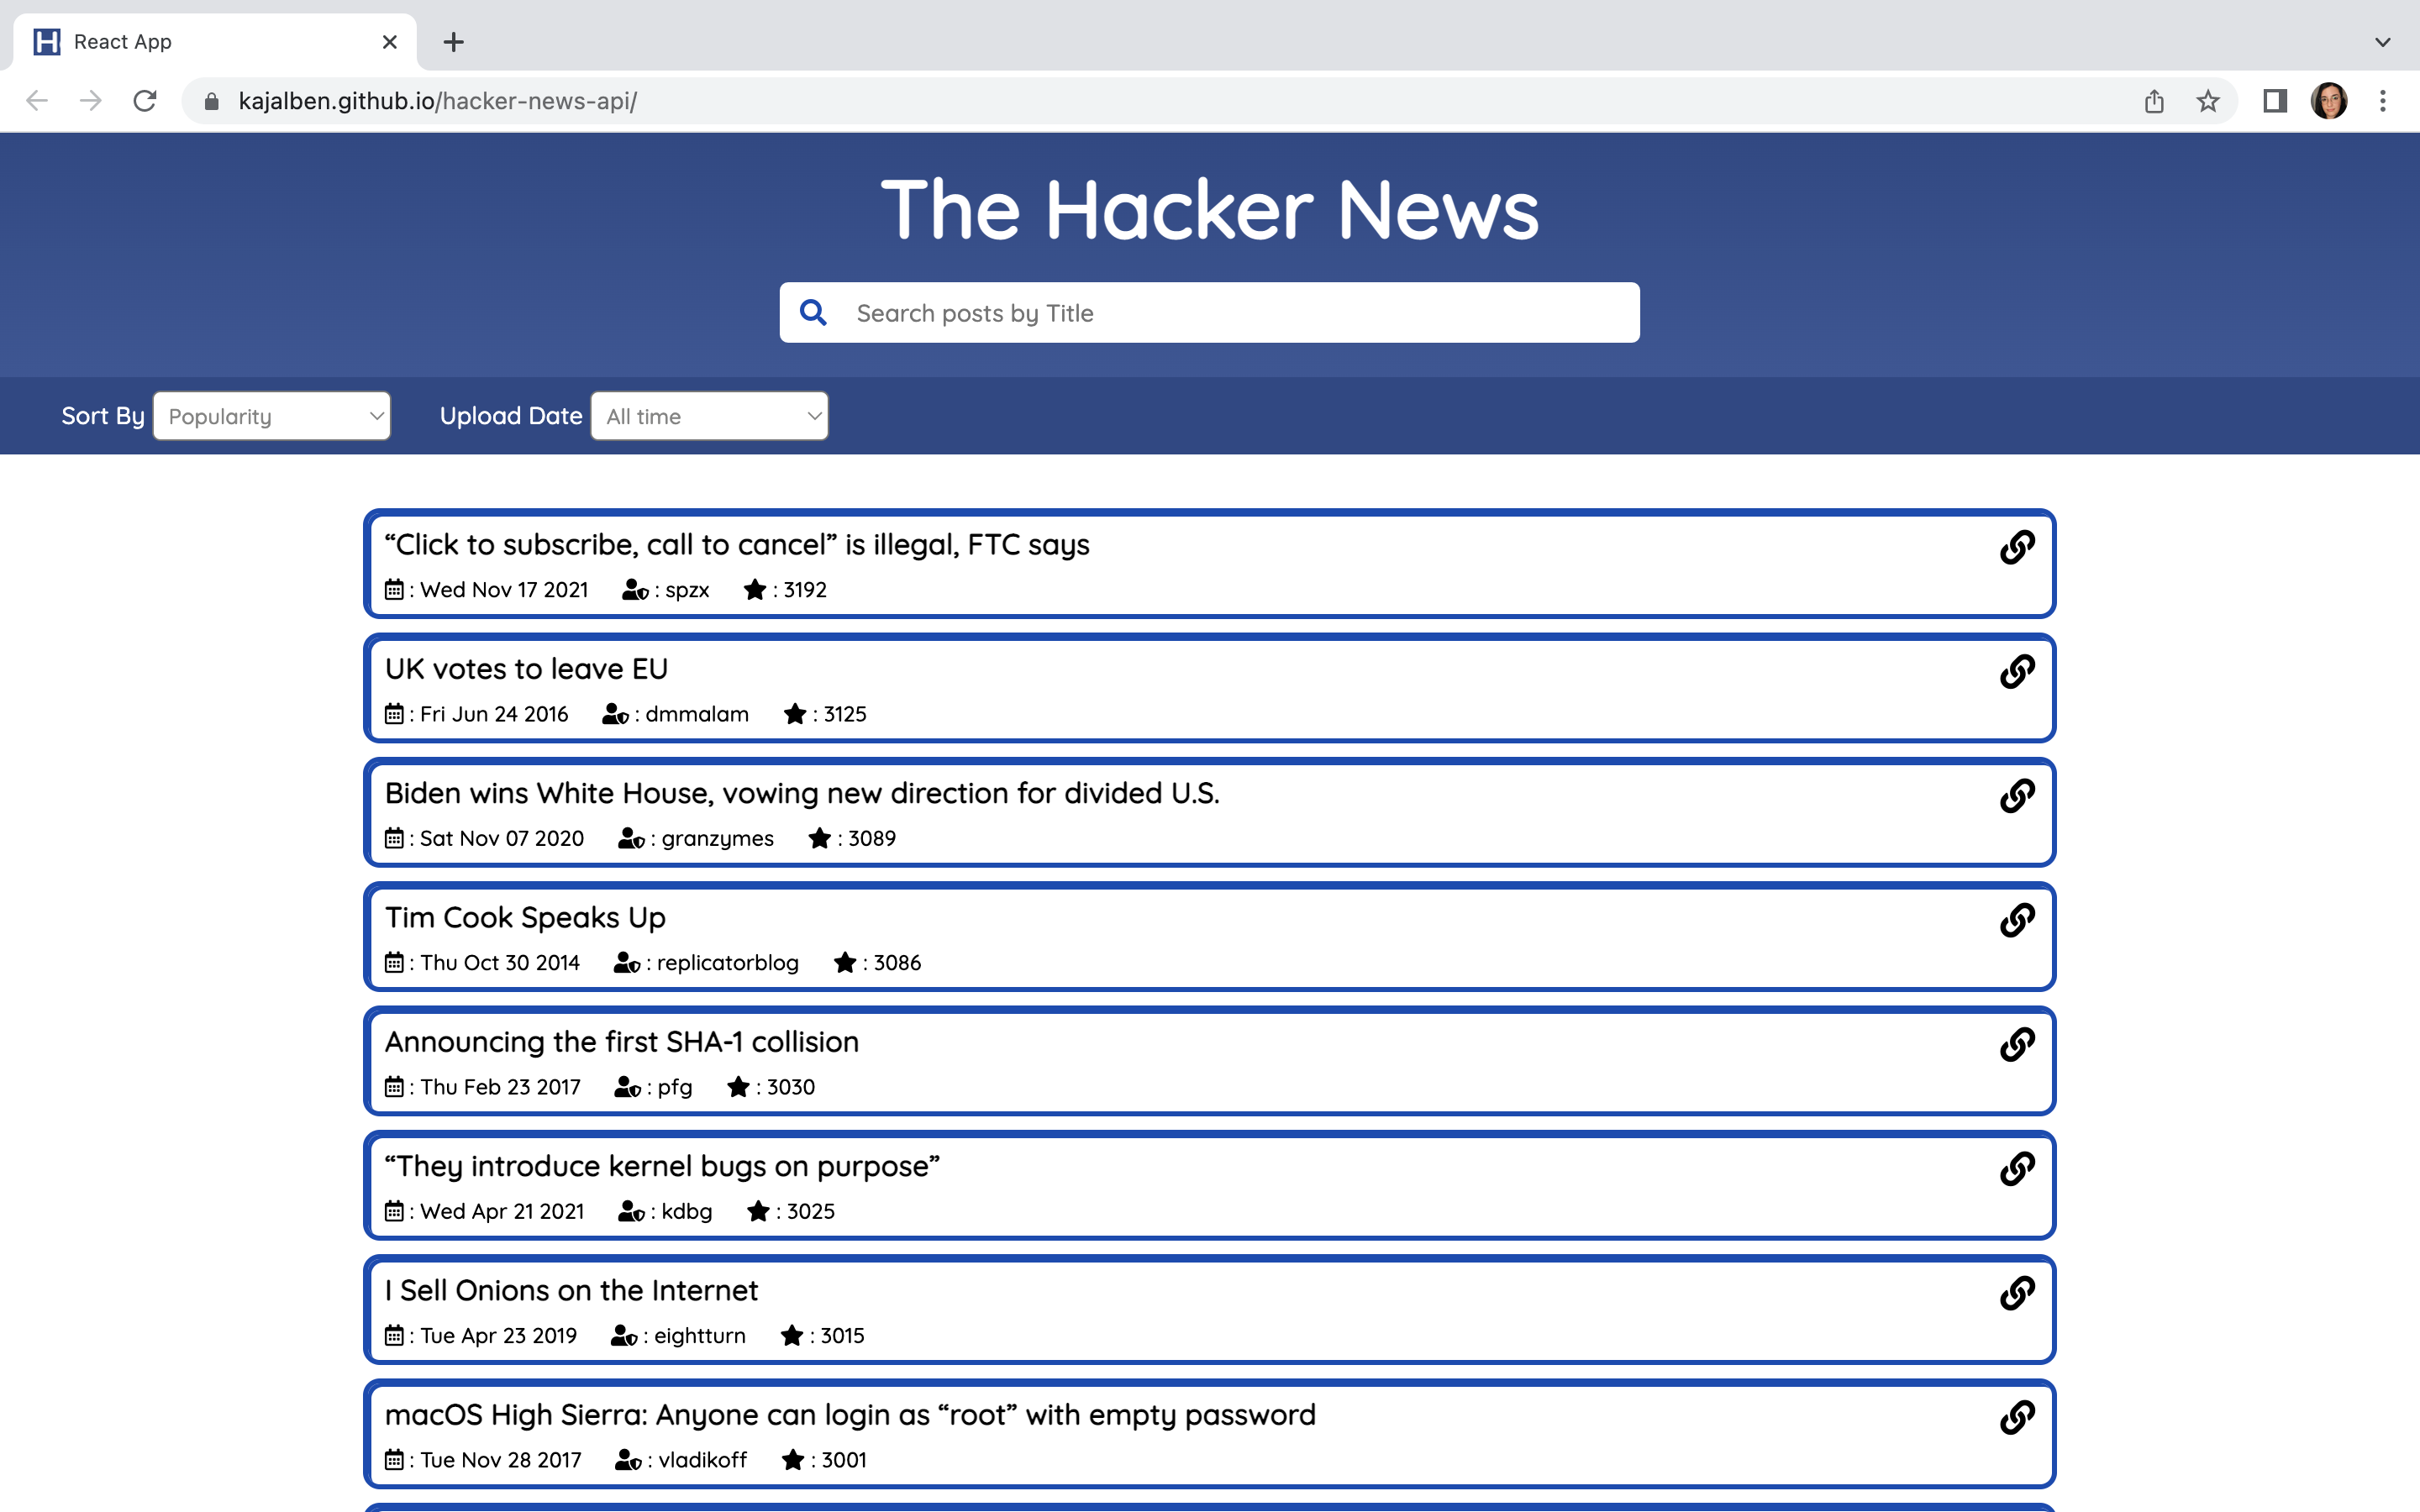 H React App
kajalben.github.io/hacker-news-api/
The Hacker News
Search posts by Title
Sort By Popularity Upload Date All time
“Click to subscribe, call to cancel” is illegal, FTC says
: Wed Nov 17 2021 : spzx : 3192
UK votes to leave EU
: Fri Jun 24 2016 : dmmalam : 3125
Biden wins White House, vowing new direction for divided U.S.
: Sat Nov 07 2020 : granzymes : 3089
Tim Cook Speaks Up
: Thu Oct 30 2014 : replicatorblog : 3086
Announcing the first SHA-1 collision
: Thu Feb 23 2017 : pfg : 3030
“They introduce kernel bugs on purpose”
: Wed Apr 21 2021 : kdbg : 3025
I Sell Onions on the Internet
: Tue Apr 23 2019 : eightturn : 3015
macOS High Sierra: Anyone can login as “root” with empty password
: Tue Nov 28 2017 : vladikoff : 3001